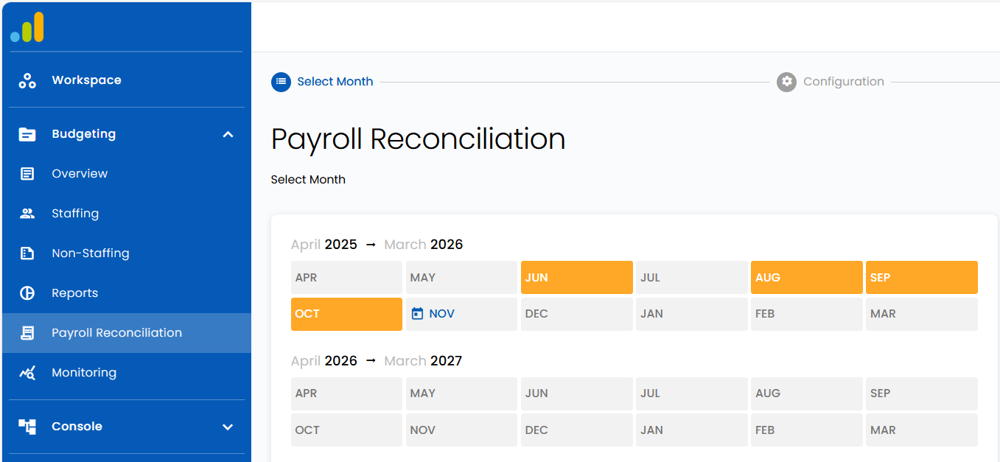 Workspace
Budgeting
Overview
Staffing
Non-Staffing
Reports
Payroll Reconciliation
Monitoring
Console
Select Month
Configuration
Payroll Reconciliation
Select Month
April 2025 → March 2026
APR MAY JUN JUL AUG SEP
OCT NOV DEC JAN FEB MAR
April 2026 → March 2027
APR MAY JUN JUL AUG SEP
OCT NOV DEC JAN FEB MAR